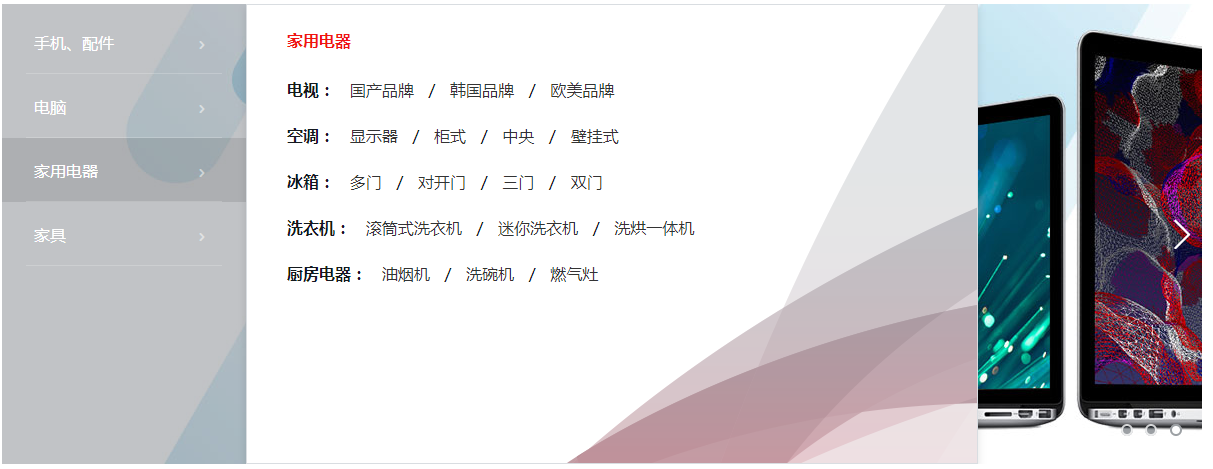 手机、配件
电脑
家用电器
家具
家用电器
电视： 国产品牌 / 韩国品牌 / 欧美品牌
空调： 显示器 / 柜式 / 中央 / 壁挂式
冰箱： 多门 / 对开门 / 三门 / 双门
洗衣机： 滚筒式洗衣机 / 迷你洗衣机 / 洗烘一体机
厨房电器： 油烟机 / 洗碗机 / 燃气灶